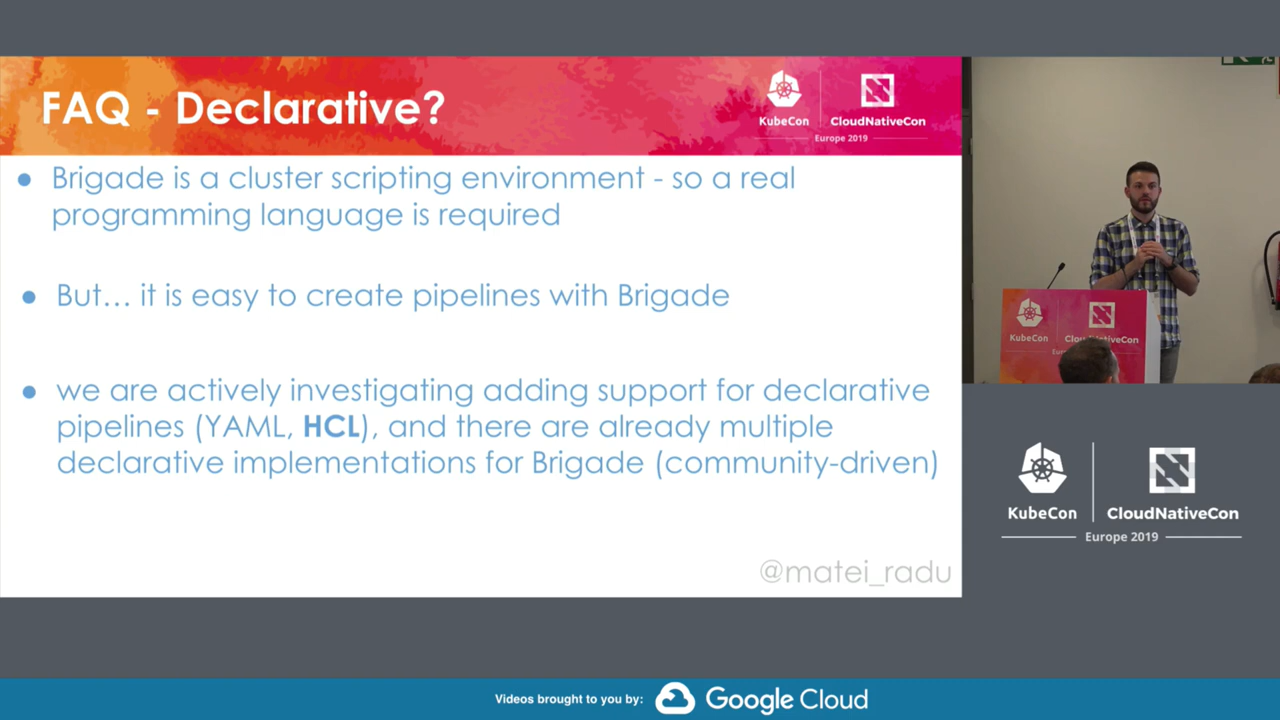 FAQ - Declarative?
KubeCon
CloudNativeCon
Europe 2019
● Brigade is a cluster scripting environment - so a real
programming language is required
● But... it is easy to create pipelines with Brigade
● we are actively investigating adding support for declarative
pipelines (YAML, HCL), and there are already multiple
declarative implementations for Brigade (community-driven)
@matei_radu
KubeCon
KubeCon
CloudNativeCon
Europe 2019
Videos brought to you by:
Google Cloud